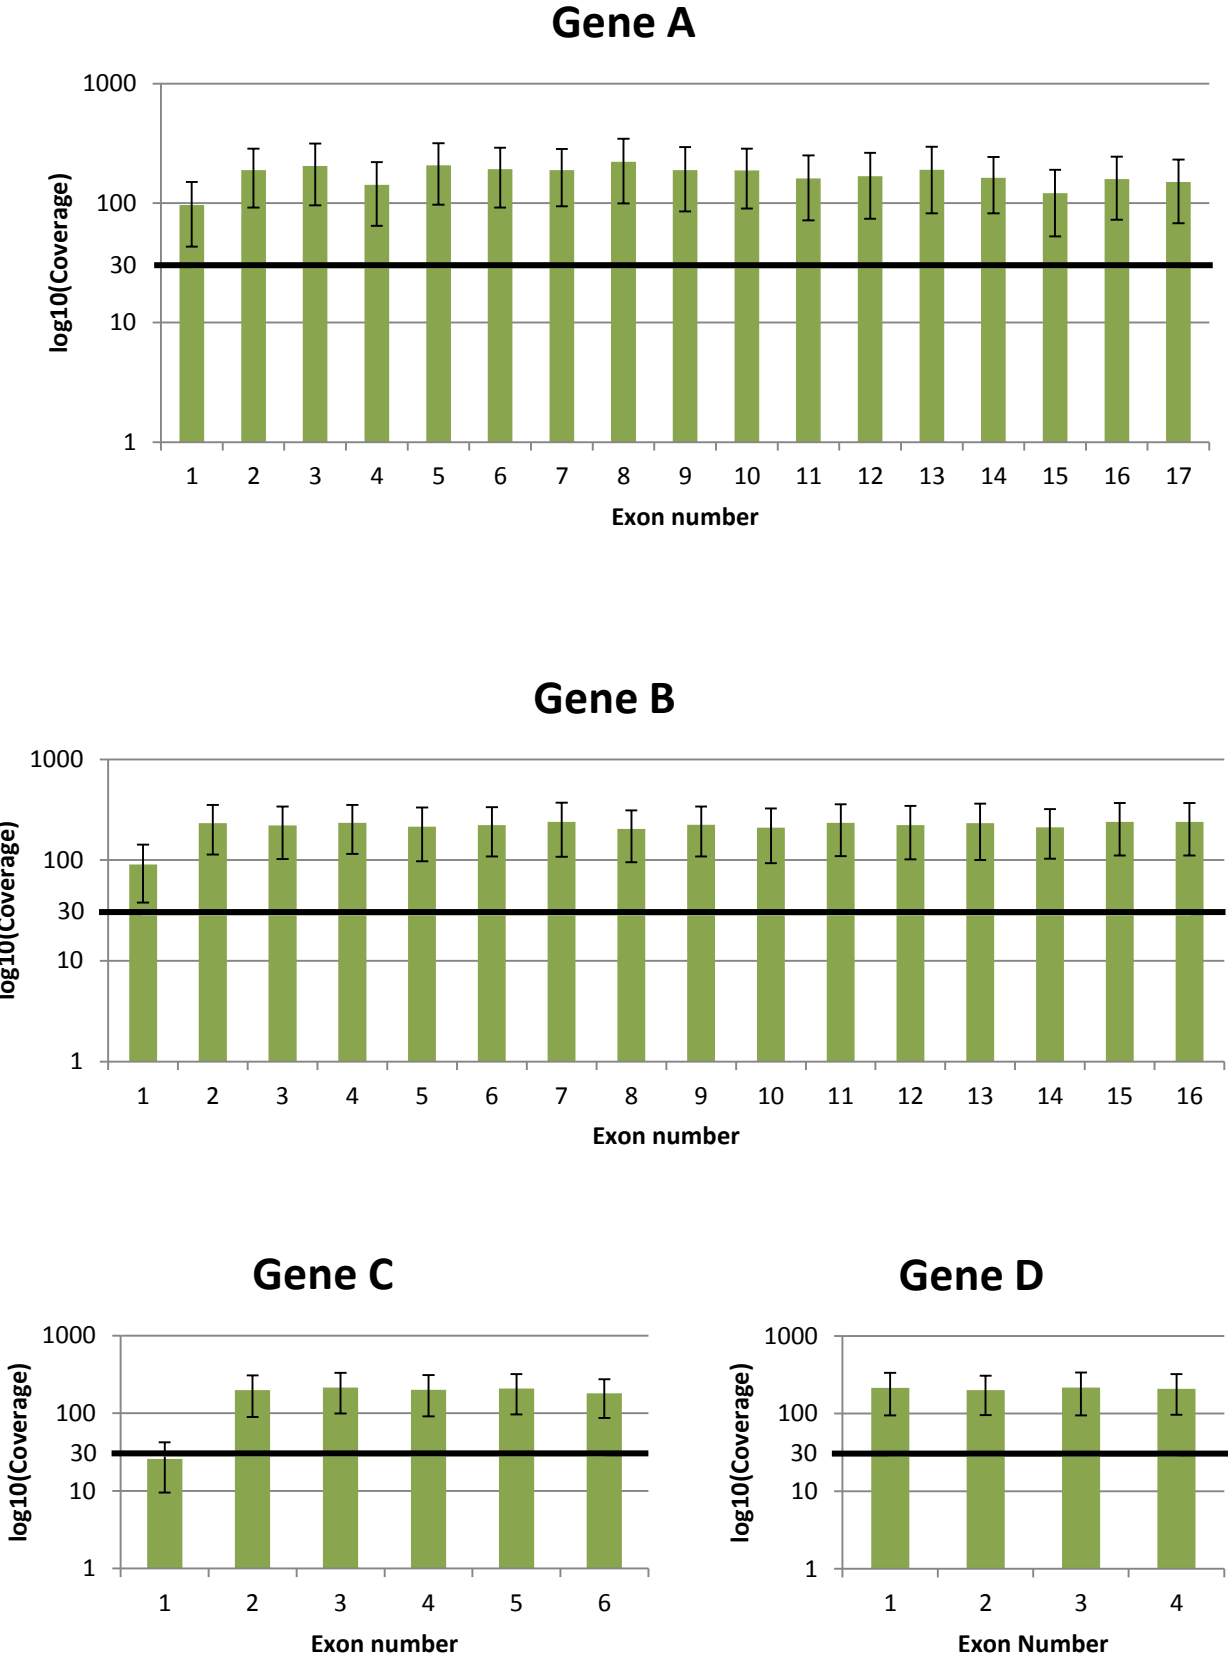 Gene A
1000
100
30
10
1
log10(Coverage)
1 2 3 4 5 6 7 8 9 10 11 12 13 14 15 16 17
Exon number
Gene B
1000
100
30
10
1
log10(Coverage)
1 2 3 4 5 6 7 8 9 10 11 12 13 14 15 16
Exon number
Gene C
1000
100
30
10
1
log10(Coverage)
1 2 3 4 5 6
Exon number
Gene D
1000
100
30
10
1
log10(Coverage)
1 2 3 4
Exon Number